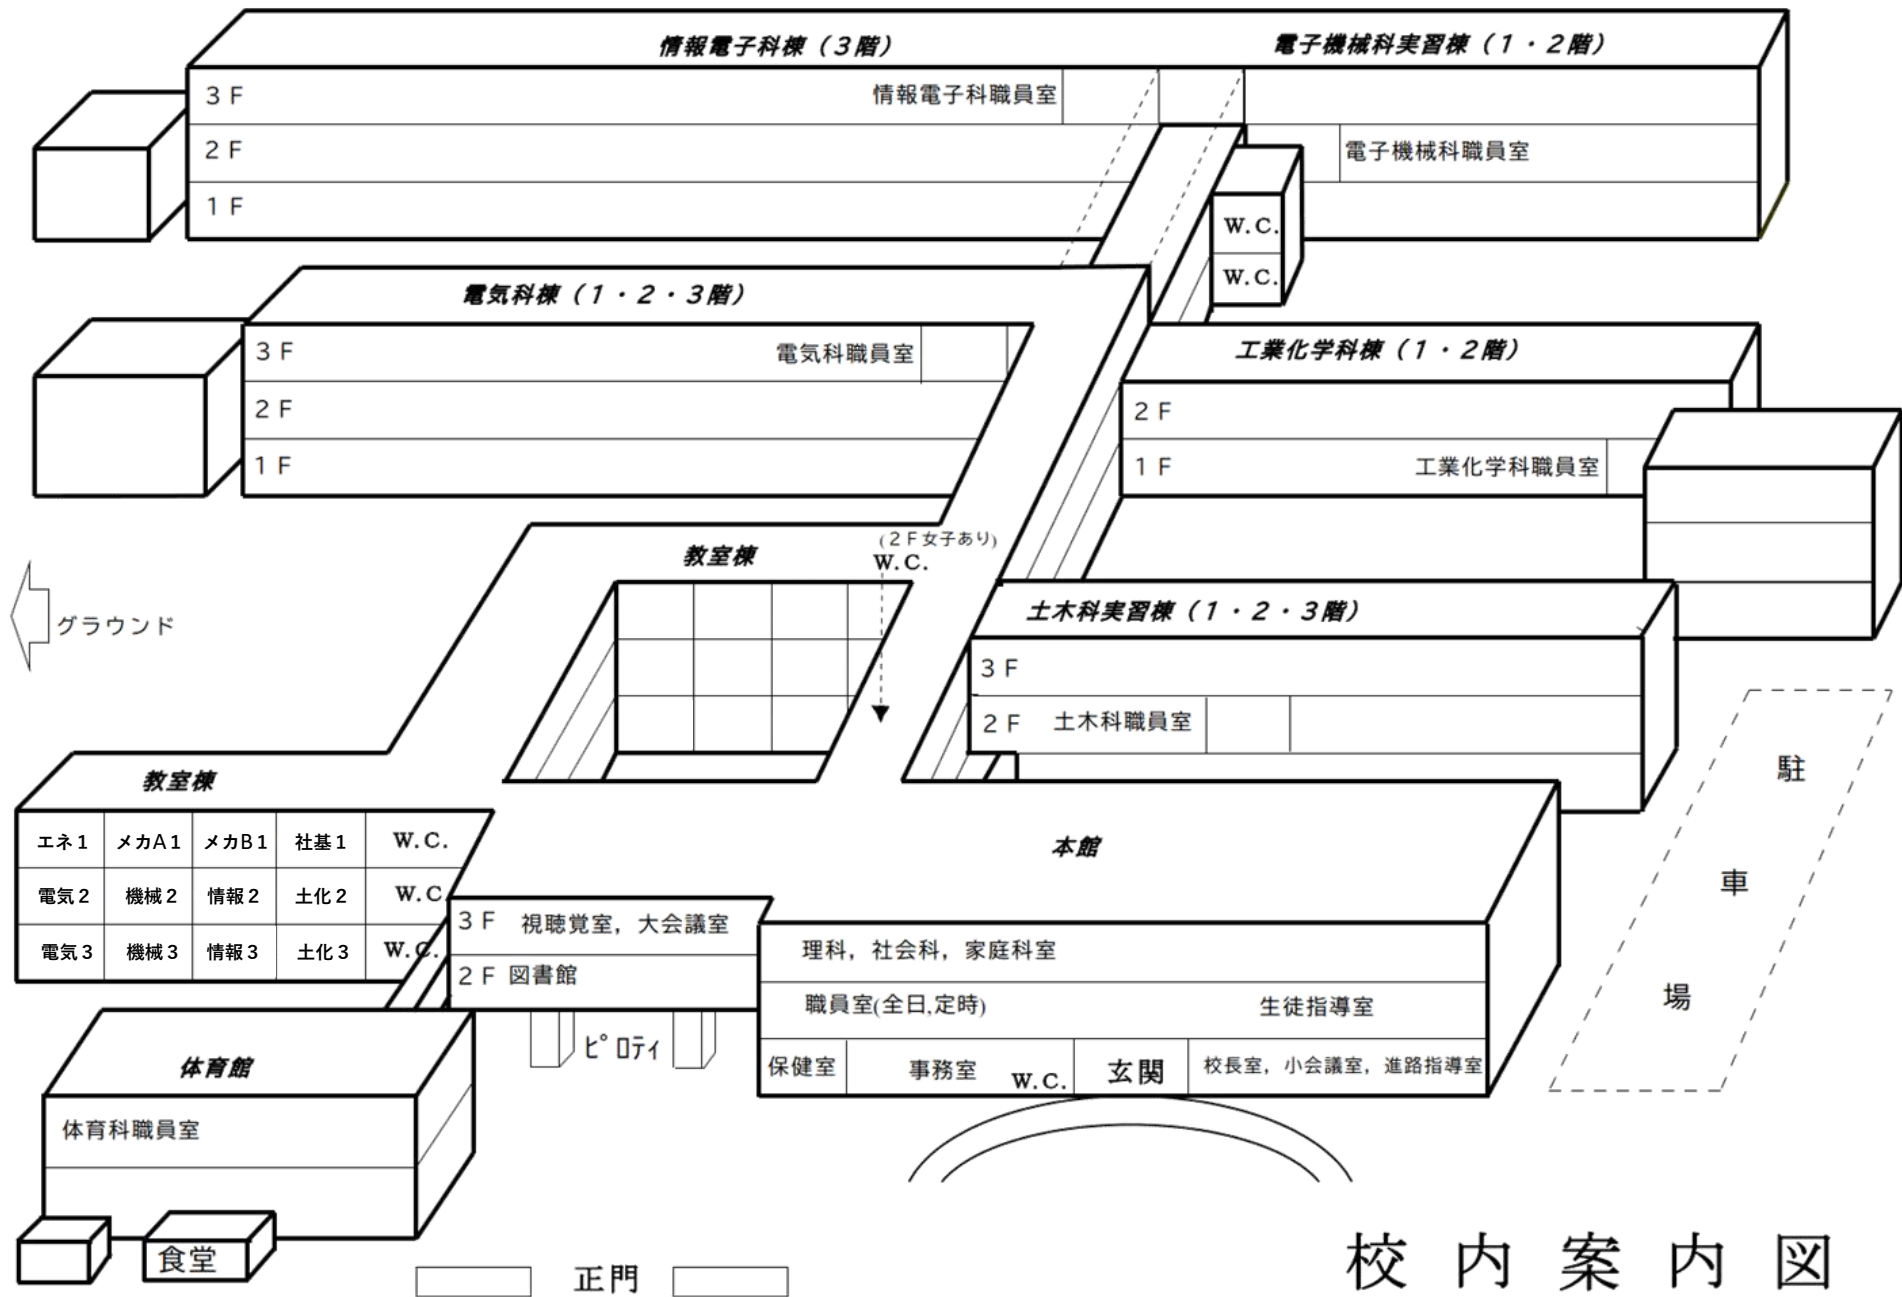 情報電子科棟（３階）
電子機械科実習棟（１・２階）
３Ｆ
情報電子科職員室
２Ｆ
電子機械科職員室
１Ｆ
W.C.
W.C.
電気科棟（１・２・３階）
３Ｆ
電気科職員室
２Ｆ
１Ｆ
工業化学科棟（１・２階）
２Ｆ
１Ｆ
工業化学科職員室
教室棟
(２Ｆ女子あり)
W.C.
グラウンド
土木科実習棟（１・２・３階）
３Ｆ
２Ｆ 土木科職員室
駐
車
場
教室棟
エネ１ メカA１ メカB１ 社基１ W.C.
電気２ 機械２ 情報２ 土化２ W.C.
電気３ 機械３ 情報３ 土化３ W.C.
本館
３Ｆ 視聴覚室，大会議室
２Ｆ 図書館
ピロティ
理科，社会科，家庭科室
職員室(全日,定時) 生徒指導室
保健室 事務室 W.C. 玄関 校長室，小会議室，進路指導室
体育館
体育科職員室
食堂
正門
校内案内図